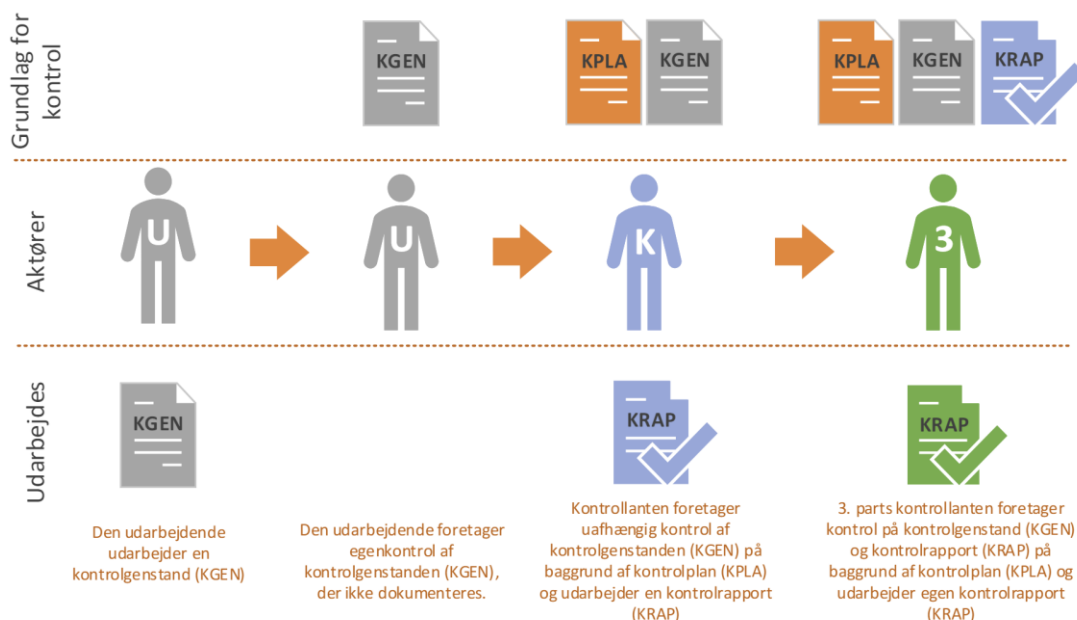 Grundlag for
kontrol
KGEN
KPLA
KGEN
KPLA
KGEN
KRAP
Aktører
U
U
K
3
Udarbejdes
KGEN
KRAP
KRAP
Den udarbejdende
udarbejder en
kontrolgenstand (KGEN)
Den udarbejdende foretager
egenkontrol af
kontrolgenstanden (KGEN),
der ikke dokumenteres.
Kontrollanten foretager
uafhængig kontrol af
kontrolgenstanden (KGEN) på
baggrund af kontrolplan (KPLA)
og udarbejder en kontrolrapport
(KRAP)
3. parts kontrollanten foretager
kontrol på kontrolgenstand (KGEN)
og kontrolrapport (KRAP) på
baggrund af kontrolplan (KPLA) og
udarbejder egen kontrolrapport
(KRAP)